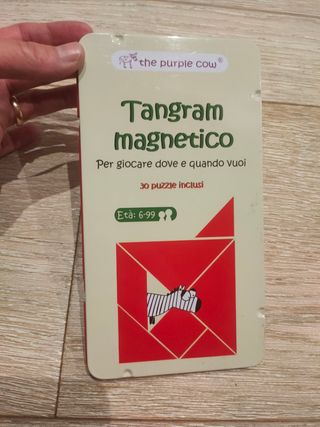 the purple cow®
Tangram
magnetico
Per giocare dove e quando vuoi
30 puzzle inclusi
Età: 6-99